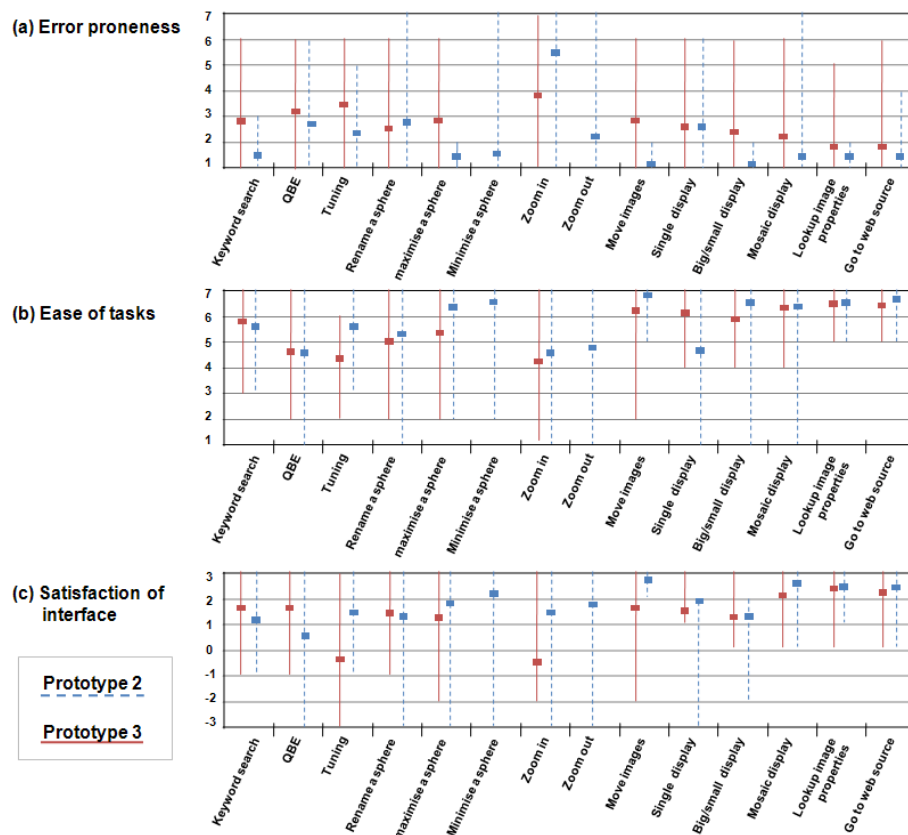 (a) Error proneness
7
6
5
4
3
2
1
Keyword search
QBE
Tuning
Rename a sphere
maximise a sphere
Minimise a sphere
Zoom in
Zoom out
Move images
Single display
Big/small display
Mosaic display
Lookup image
properties
Go to web source
(b) Ease of tasks
7
6
5
4
3
2
1
Keyword search
QBE
Tuning
Rename a sphere
maximise a sphere
Minimise a sphere
Zoom in
Zoom out
Move images
Single display
Big/small display
Mosaic display
Lookup image
properties
Go to web source
(c) Satisfaction of
interface
3
2
1
0
-1
-2
-3
Keyword search
QBE
Tuning
Rename a sphere
maximise a sphere
Minimise a sphere
Zoom in
Zoom out
Move images
Single display
Big/small display
Mosaic display
Lookup image
properties
Go to web source
Prototype 2
Prototype 3